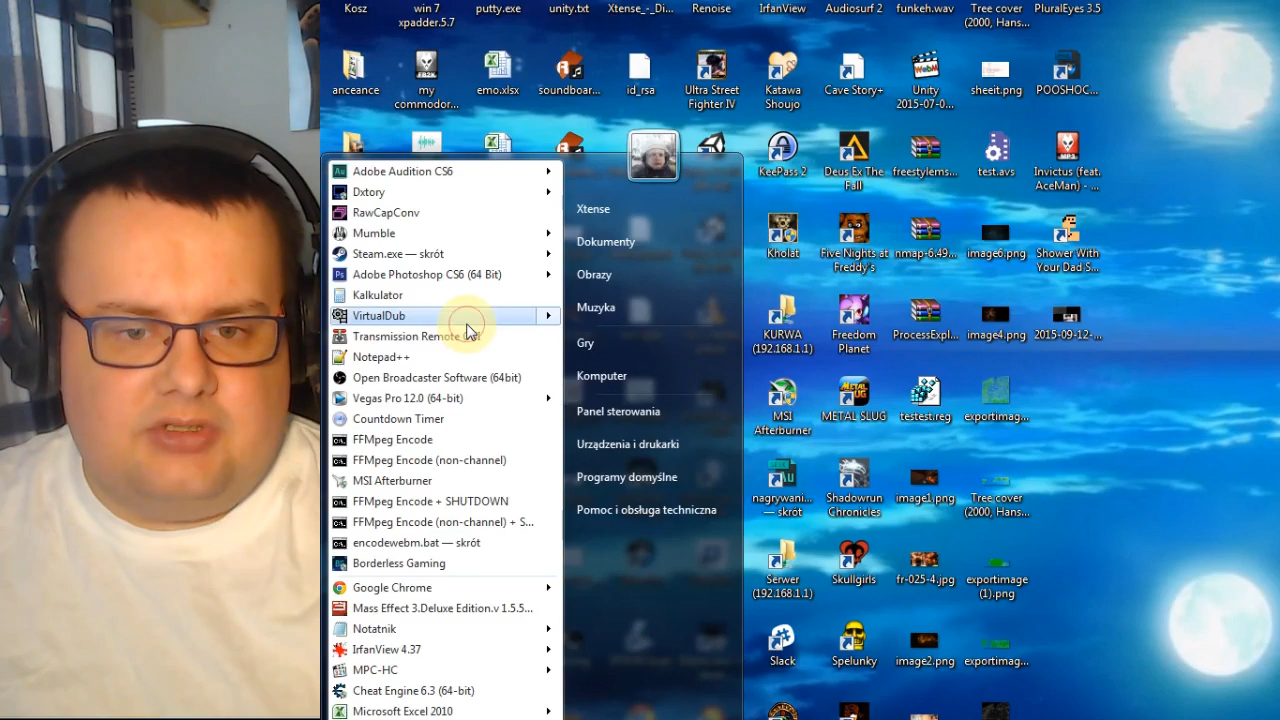 Kosz
win 7
xpadder.5.7
putty.exe
unity.txt
Xtense_-_Di...
Renoise
IrfanView
Audiosurf 2
funkeh.wav
Tree cover
(2000, Hans...
PluralEyes 3.5
anceance
my
commodor...
emo.xlsx
soundboar...
id_rsa
Ultra Street
Fighter IV
Katawa
Shoujo
Cave Story+
Unity
2015-07-0...
sheeit.png
POOSHOC...
KeePass 2
Deus Ex The
Fall
freestylems...
test.avs
Invictus (feat.
AceMan) - ...
Kholat
Five Nights at
Freddy's
nmap-6.49...
image6.png
Shower With
Your Dad S...
KURWA
(192.168.1.1)
Freedom
Planet
ProcessExpl...
image4.png
2015-09-12-...
MSI
Afterburner
METAL SLUG
testest.reg
exportimag...
nagrywani...
— skrót
Shadowrun
Chronicles
image1.png
Tree cover
(2000, Hans...
Serwer
(192.168.1.1)
Skullgirls
fr-025-4.jpg
exportimage
(1).png
Slack
Spelunky
image2.png
exportimag...
Adobe Audition CS6
Dxtory
RawCapConv
Mumble
Steam.exe — skrót
Adobe Photoshop CS6 (64 Bit)
Kalkulator
VirtualDub
Transmission Remote
Notepad++
Open Broadcaster Software (64bit)
Vegas Pro 12.0 (64-bit)
Countdown Timer
FFMpeg Encode
FFMpeg Encode (non-channel)
MSI Afterburner
FFMpeg Encode + SHUTDOWN
FFMpeg Encode (non-channel) + S...
encodewebm.bat — skrót
Borderless Gaming
Google Chrome
Mass Effect 3.Deluxe Edition.v 1.5.5...
Notatnik
IrfanView 4.37
MPC-HC
Cheat Engine 6.3 (64-bit)
Microsoft Excel 2010
Xtense
Dokumenty
Obrazy
Muzyka
Gry
Komputer
Panel sterowania
Urządzenia i drukarki
Programy domyślne
Pomoc i obsługa techniczna